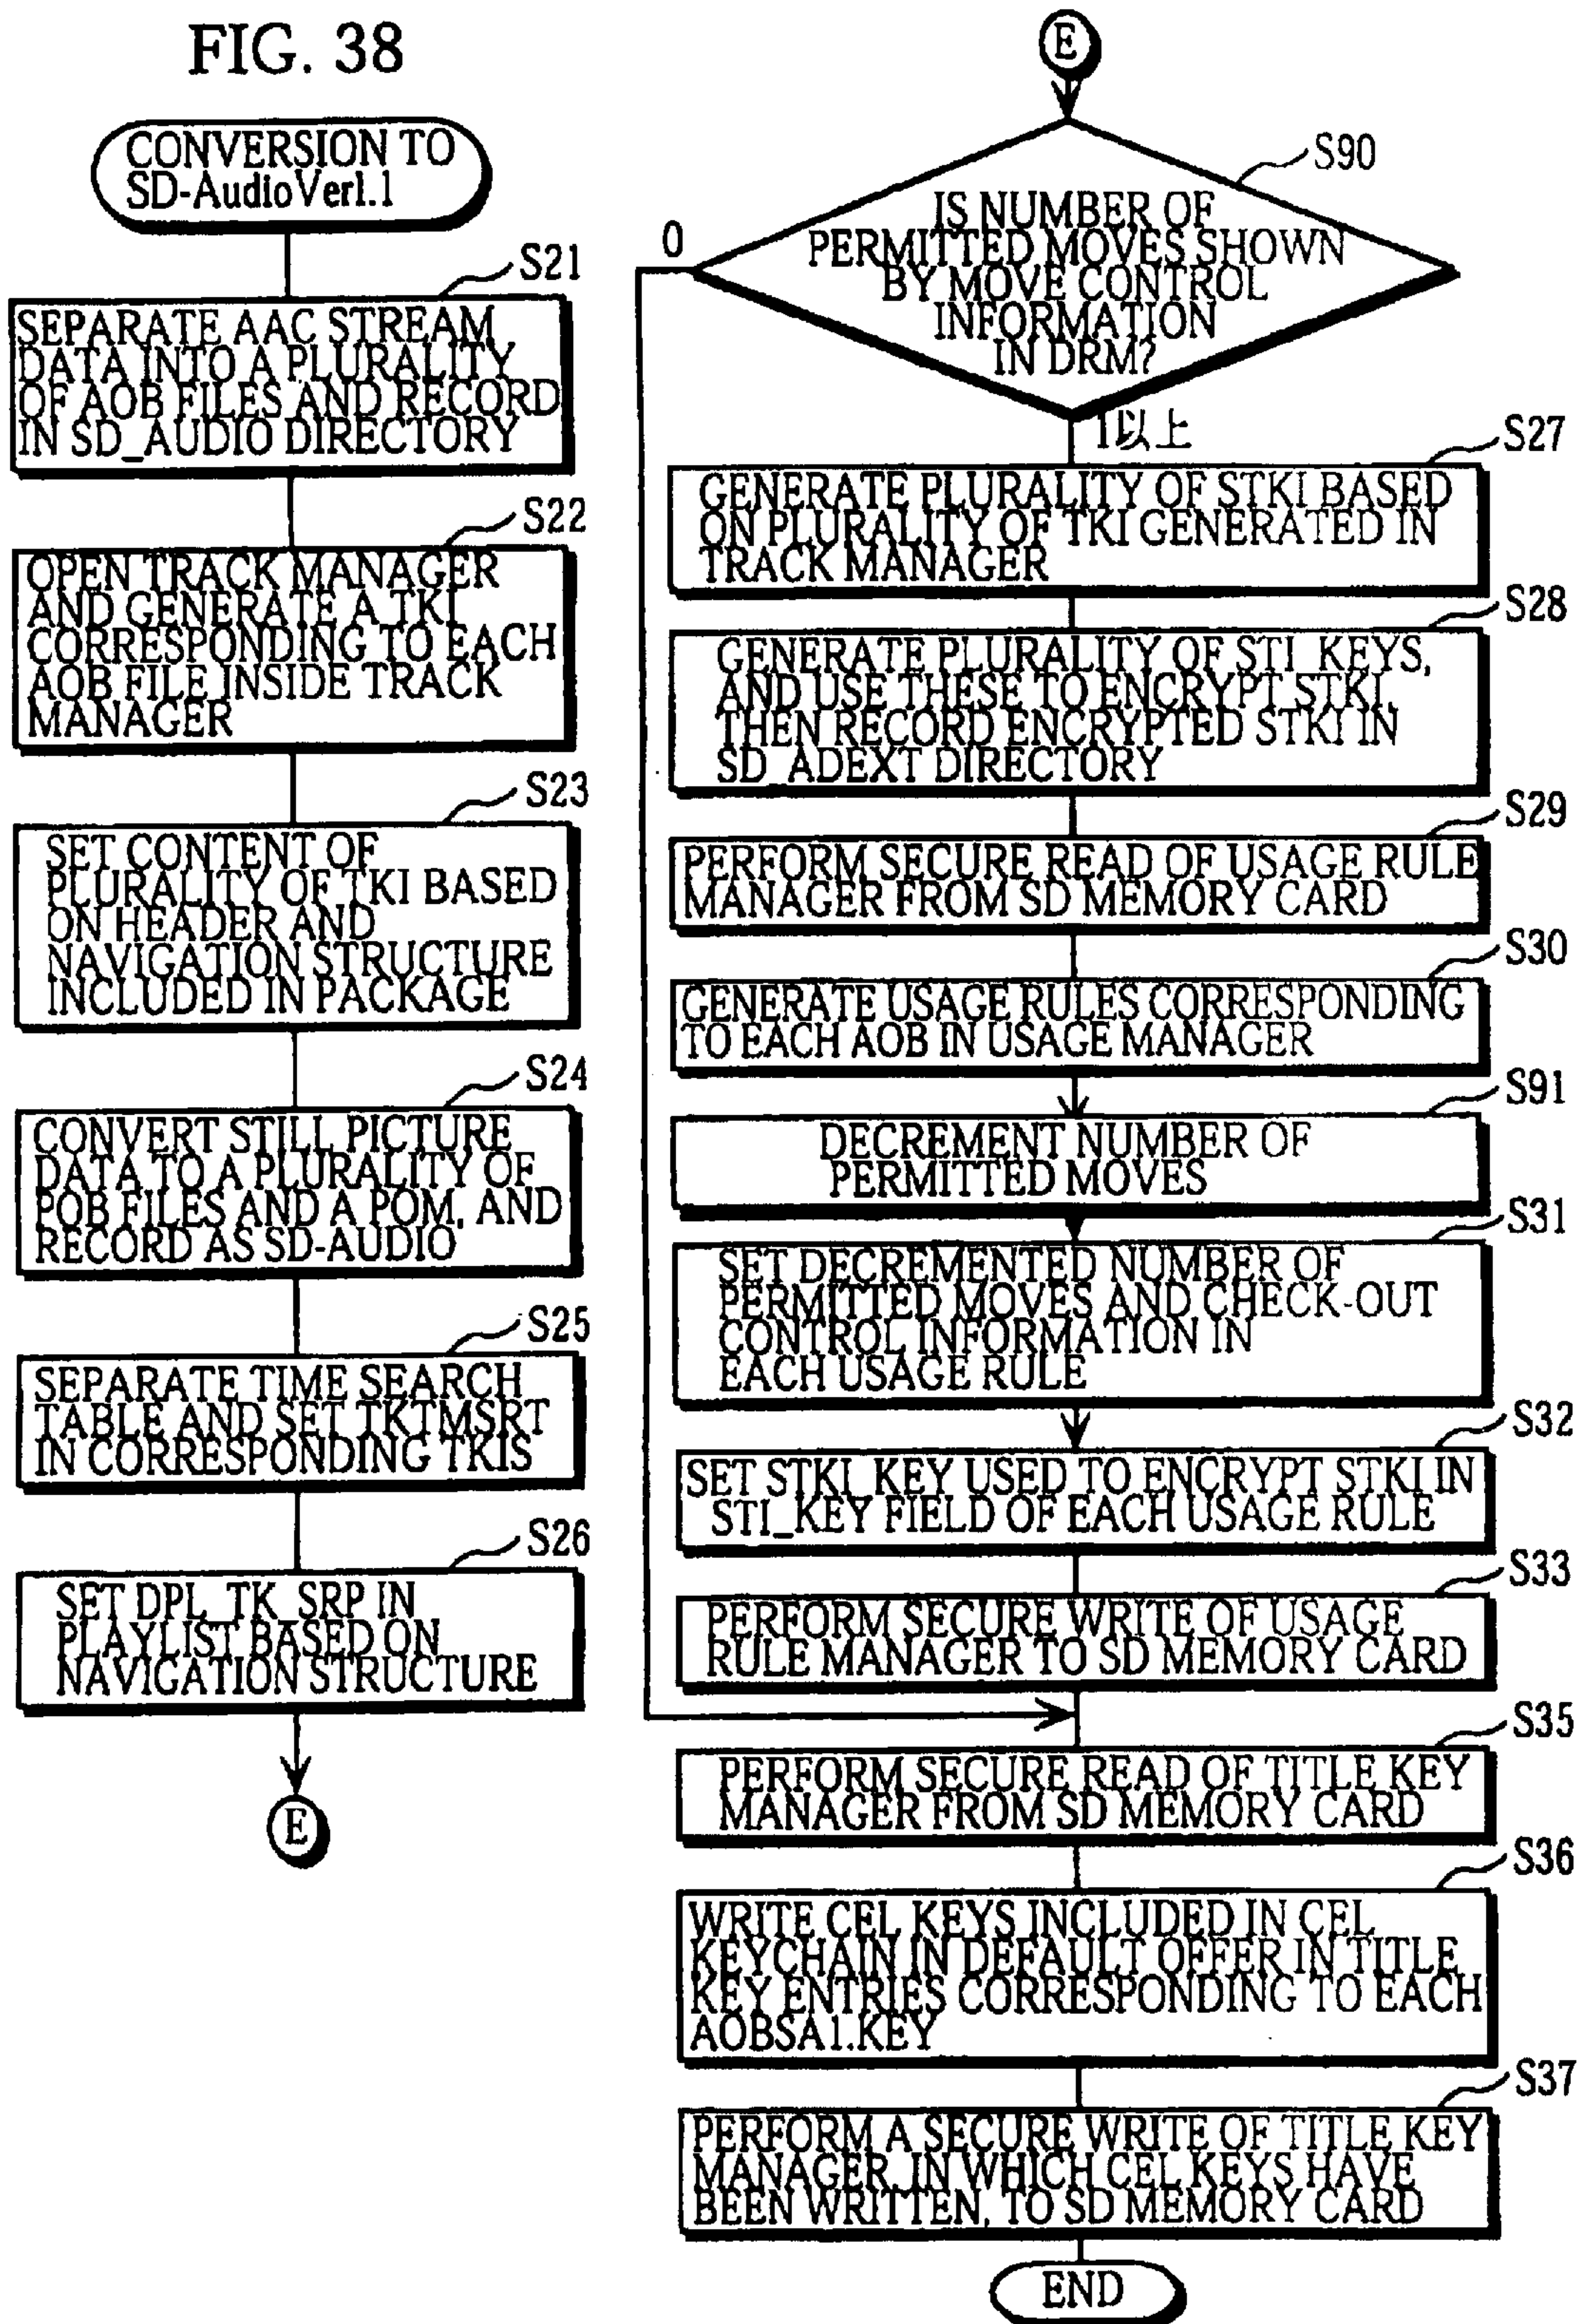 FIG. 38
CONVERSION TO
SD-AudioVer1.1
S21
SEPARATE AAC STREAM
DATA INTO A PLURALITY
OF AOB FILES AND RECORD
IN SD_AUDIO DIRECTORY
S22
OPEN TRACK MANAGER
AND GENERATE A TKI
CORRESPONDING TO EACH
AOB FILE INSIDE TRACK
MANAGER
S23
SET CONTENT OF
PLURALITY OF TKI BASED
ON HEADER AND
NAVIGATION STRUCTURE
INCLUDED IN PACKAGE
S24
CONVERT STILL PICTURE
DATA TO A PLURALITY OF
POB FILES AND A POM, AND
RECORD AS SD-AUDIO
S25
SEPARATE TIME SEARCH
TABLE AND SET TKTMSRT
IN CORRESPONDING TKIS
S26
SET DPL_TK_SRP IN
PLAYLIST BASED ON
NAVIGATION STRUCTURE
E
E
S90
IS NUMBER OF
PERMITTED MOVES SHOWN
BY MOVE CONTROL
INFORMATION
IN DRM?
0
1以上
S27
GENERATE PLURALITY OF STKI BASED
ON PLURALITY OF TKI GENERATED IN
TRACK MANAGER
S28
GENERATE PLURALITY OF STI_KEYS,
AND USE THESE TO ENCRYPT STKI,
THEN RECORD ENCRYPTED STKI IN
SD_ADEXT DIRECTORY
S29
PERFORM SECURE READ OF USAGE RULE
MANAGER FROM SD MEMORY CARD
S30
GENERATE USAGE RULES CORRESPONDING
TO EACH AOB IN USAGE MANAGER
S91
DECREMENT NUMBER OF
PERMITTED MOVES
S31
SET DECREMENTED NUMBER OF
PERMITTED MOVES AND CHECK-OUT
CONTROL INFORMATION IN
EACH USAGE RULE
S32
SET STKI_KEY USED TO ENCRYPT STKI IN
STI_KEY FIELD OF EACH USAGE RULE
S33
PERFORM SECURE WRITE OF USAGE
RULE MANAGER TO SD MEMORY CARD
S35
PERFORM SECURE READ OF TITLE KEY
MANAGER FROM SD MEMORY CARD
S36
WRITE CEL KEYS INCLUDED IN CEL
KEYCHAIN IN DEFAULT OFFER IN TITLE
KEY ENTRIES CORRESPONDING TO EACH
AOBSA1.KEY
S37
PERFORM A SECURE WRITE OF TITLE KEY
MANAGER, IN WHICH CEL KEYS HAVE
BEEN WRITTEN, TO SD MEMORY CARD
END